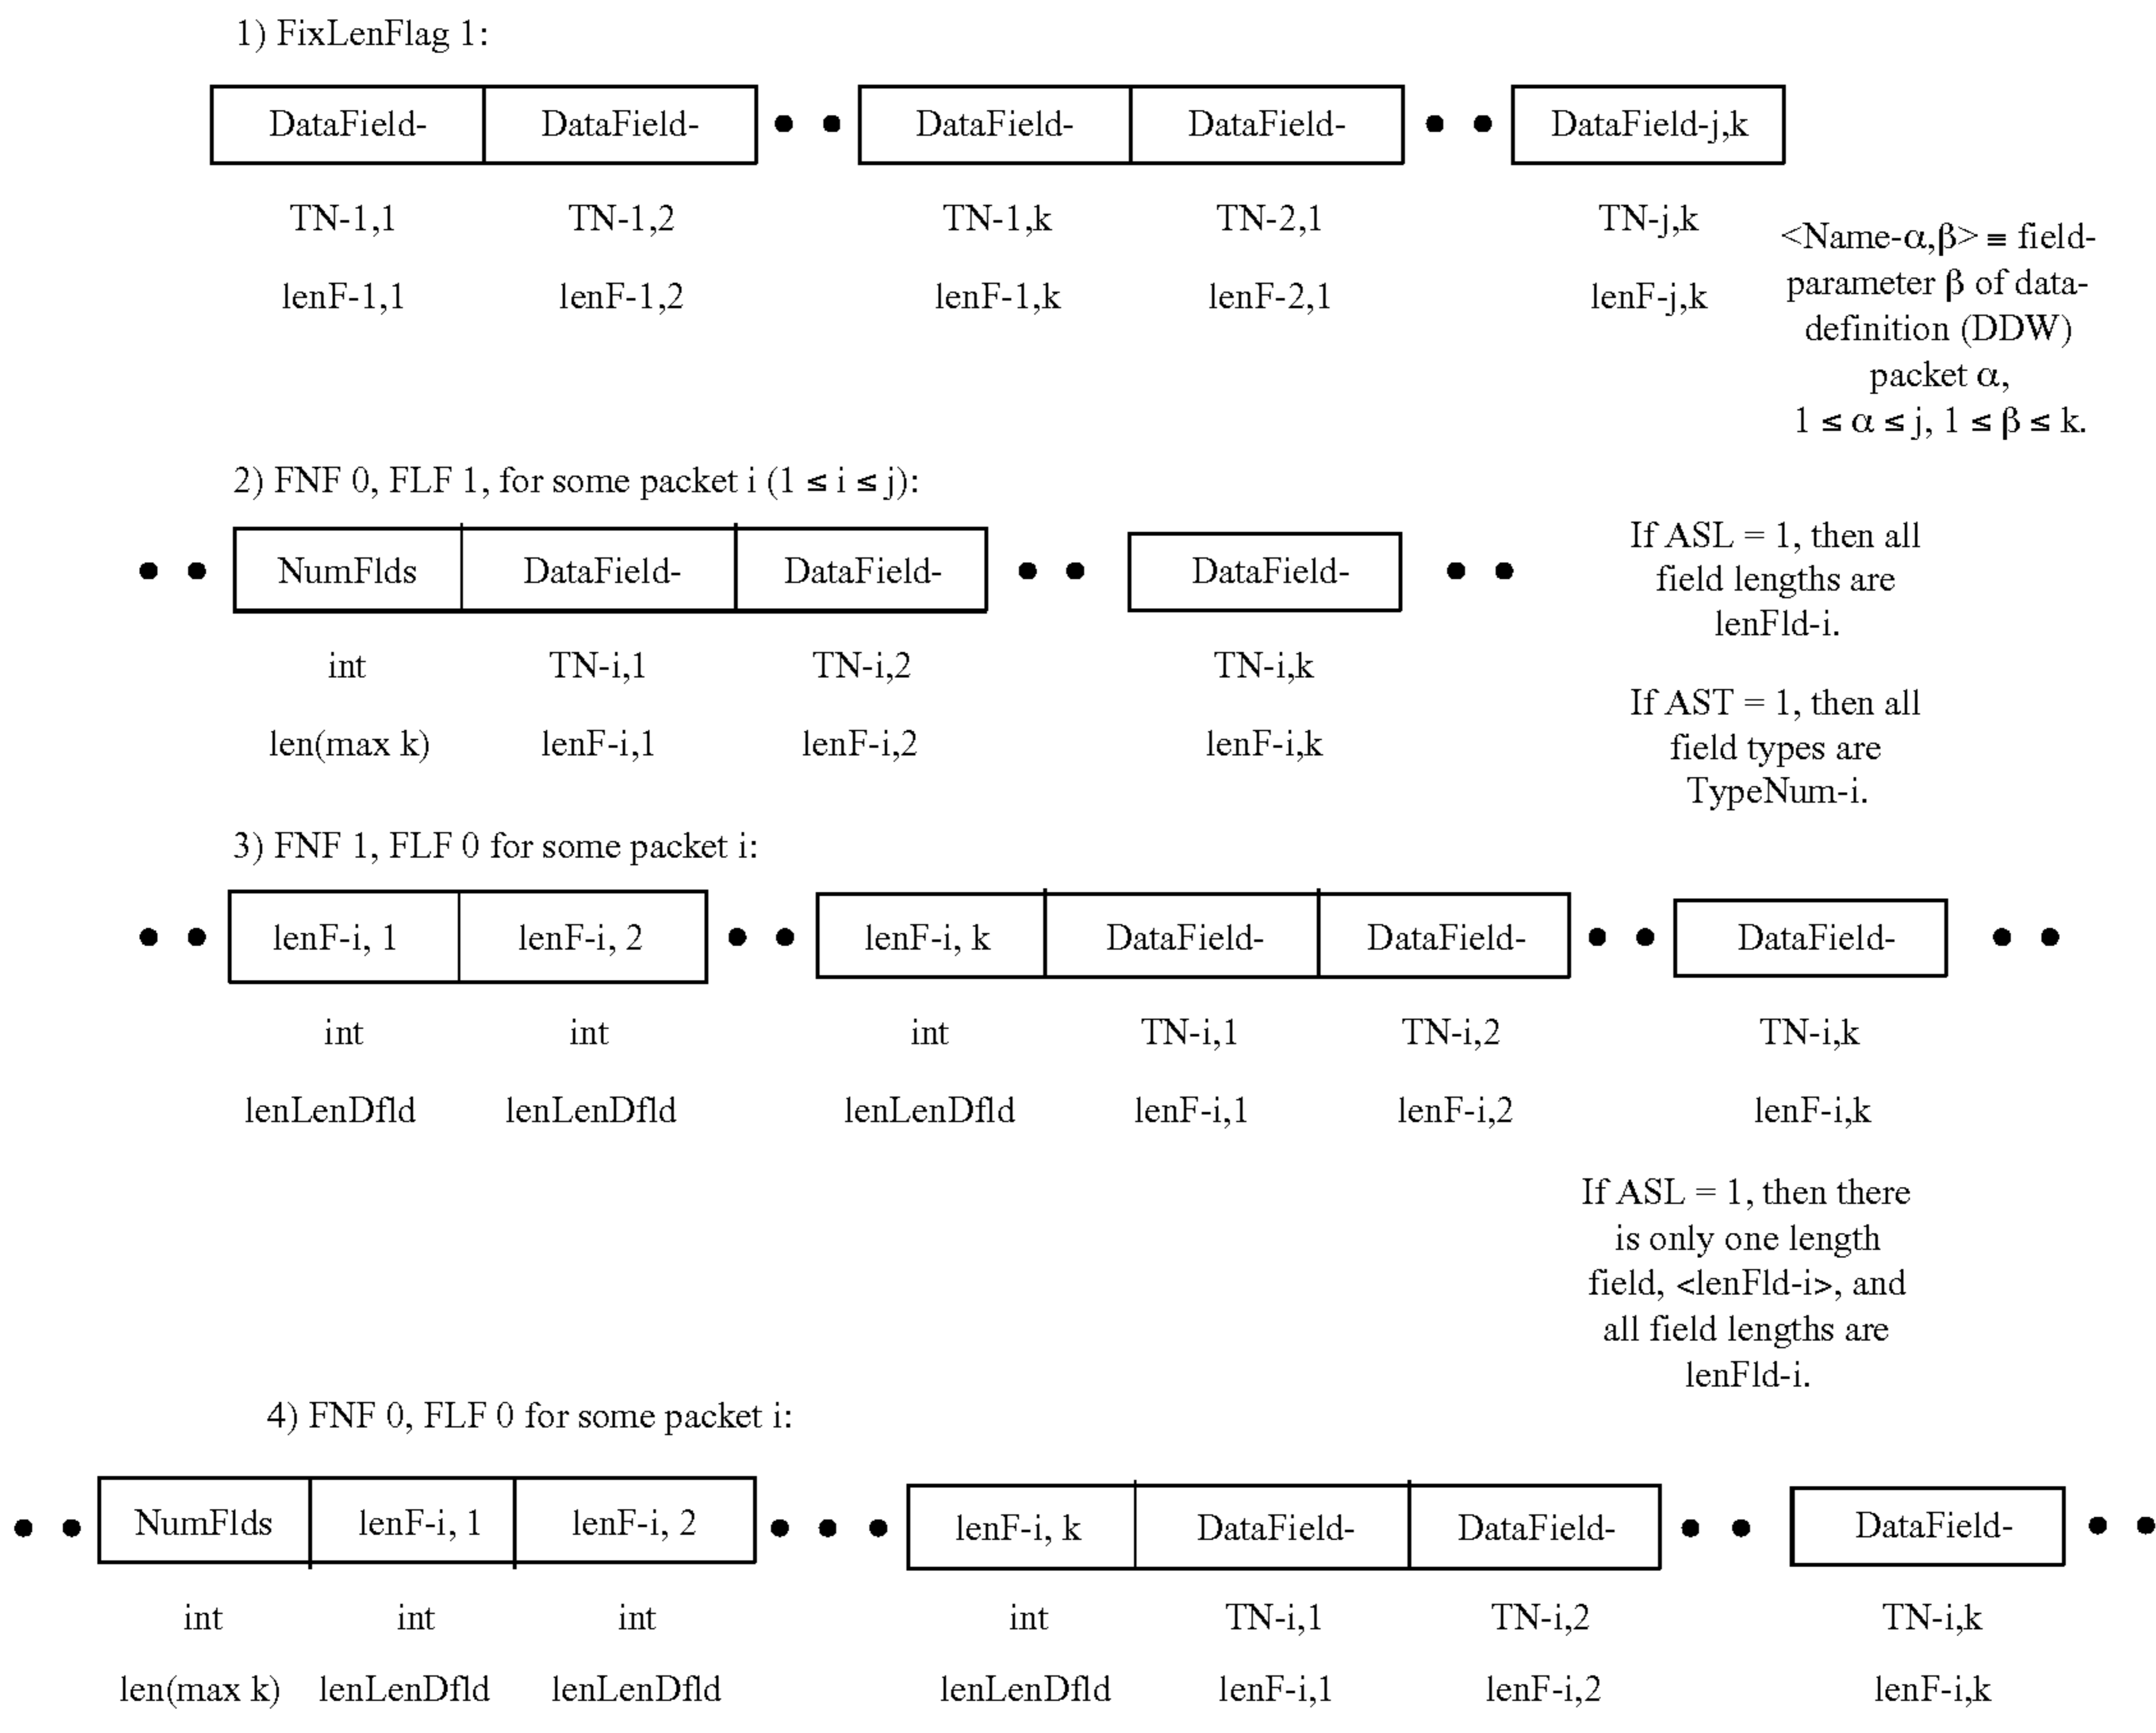 1) FixLenFlag 1:
DataField- DataField- DataField- DataField- DataField-j,k
TN-1,1 TN-1,2 TN-1,k TN-2,1 TN-j,k
lenF-1,1 lenF-1,2 lenF-1,k lenF-2,1 lenF-j,k
<Name-α,β> ≡ field-
parameter β of data-
definition (DDW)
packet α,
1 ≤ α ≤ j, 1 ≤ β ≤ k.
2) FNF 0, FLF 1, for some packet i (1 ≤ i ≤ j):
NumFlds DataField- DataField- DataField-
int TN-i,1 TN-i,2 TN-i,k
len(max k) lenF-i,1 lenF-i,2 lenF-i,k
If ASL = 1, then all
field lengths are
lenFld-i.
If AST = 1, then all
field types are
TypeNum-i.
3) FNF 1, FLF 0 for some packet i:
lenF-i, 1 lenF-i, 2 lenF-i, k DataField- DataField- DataField-
int int int TN-i,1 TN-i,2 TN-i,k
lenLenDfld lenLenDfld lenLenDfld lenF-i,1 lenF-i,2 lenF-i,k
If ASL = 1, then there
is only one length
field, <lenFld-i>, and
all field lengths are
lenFld-i.
4) FNF 0, FLF 0 for some packet i:
NumFlds lenF-i, 1 lenF-i, 2 lenF-i, k DataField- DataField- DataField-
int int int int TN-i,1 TN-i,2 TN-i,k
len(max k) lenLenDfld lenLenDfld lenLenDfld lenF-i,1 lenF-i,2 lenF-i,k